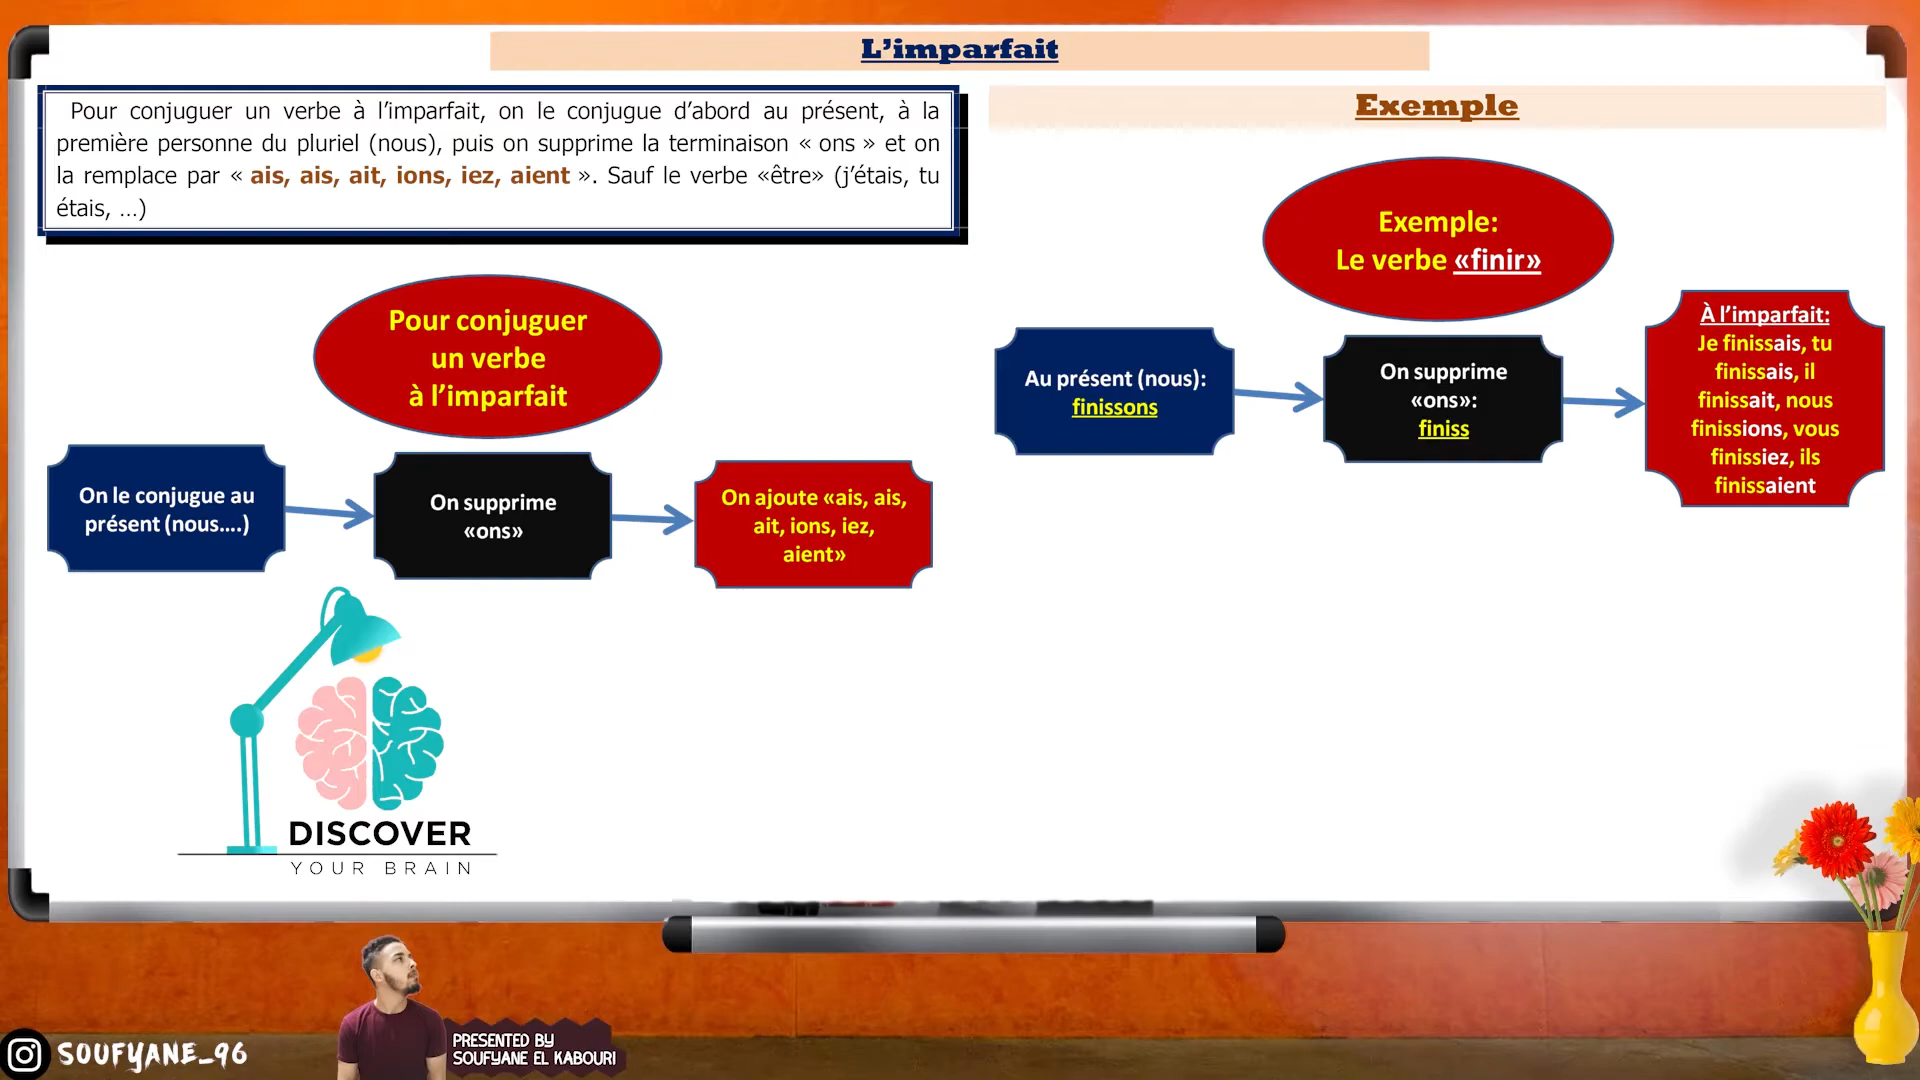 L’imparfait
Pour conjuguer un verbe à l’imparfait, on le conjugue d’abord au présent, à la
première personne du pluriel (nous), puis on supprime la terminaison « ons » et on
la remplace par « ais, ais, ait, ions, iez, aient ». Sauf le verbe «être» (j’étais, tu
étais, ...)
Pour conjuguer
un verbe
à l’imparfait
On le conjugue au
présent (nous....)
On supprime
«ons»
On ajoute «ais, ais,
ait, ions, iez,
aient»
Exemple
Exemple:
Le verbe «finir»
Au présent (nous):
finissons
On supprime
«ons»:
finiss
À l’imparfait:
Je finissais, tu
finissais, il
finissait, nous
finissions, vous
finissiez, ils
finissaient
DISCOVER
YOUR BRAIN
SOUFYANE_96
PRESENTED BY
SOUFYANE EL KABOURI